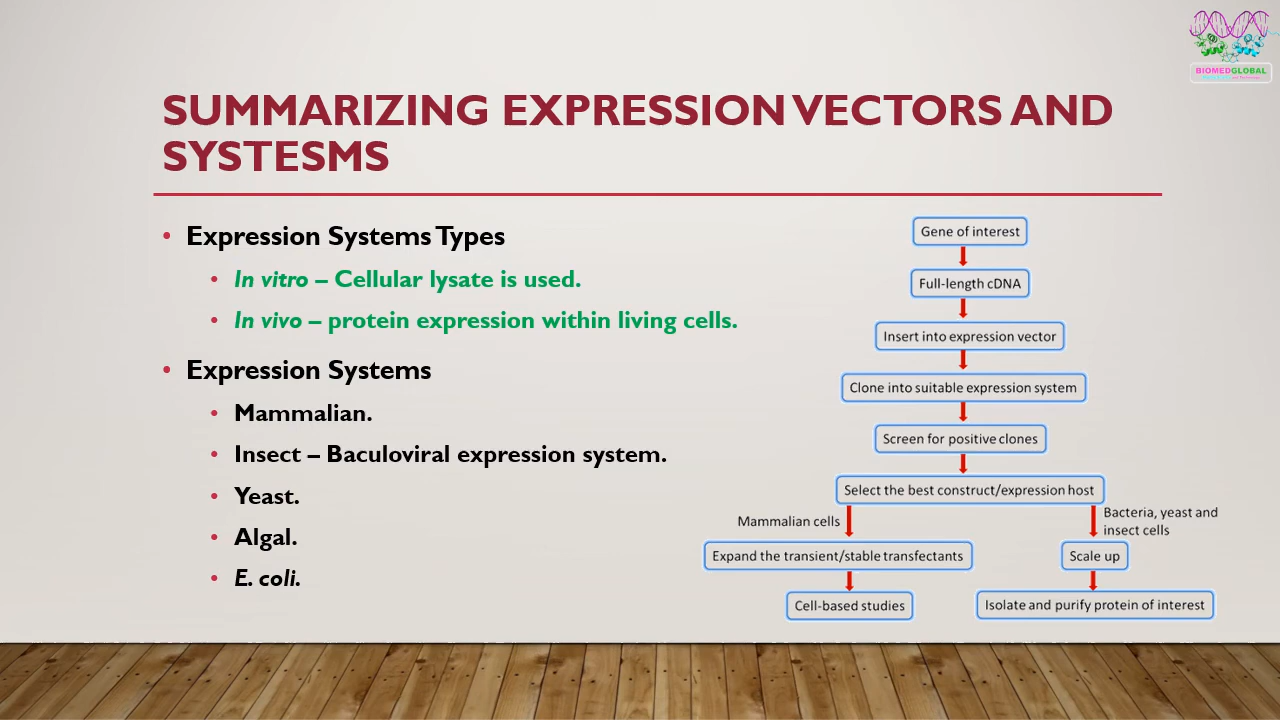 BIOMEDGLOBAL
SUMMARIZING EXPRESSION VECTORS AND
SYSTESMS
• Expression Systems Types
• In vitro – Cellular lysate is used.
• In vivo – protein expression within living cells.
• Expression Systems
• Mammalian.
• Insect – Baculoviral expression system.
• Yeast.
• Algal.
• E. coli.
Gene of interest
Full-length cDNA
Insert into expression vector
Clone into suitable expression system
Screen for positive clones
Select the best construct/expression host
Mammalian cells
Bacteria, yeast and
insect cells
Expand the transient/stable transfectants
Scale up
Cell-based studies
Isolate and purify protein of interest